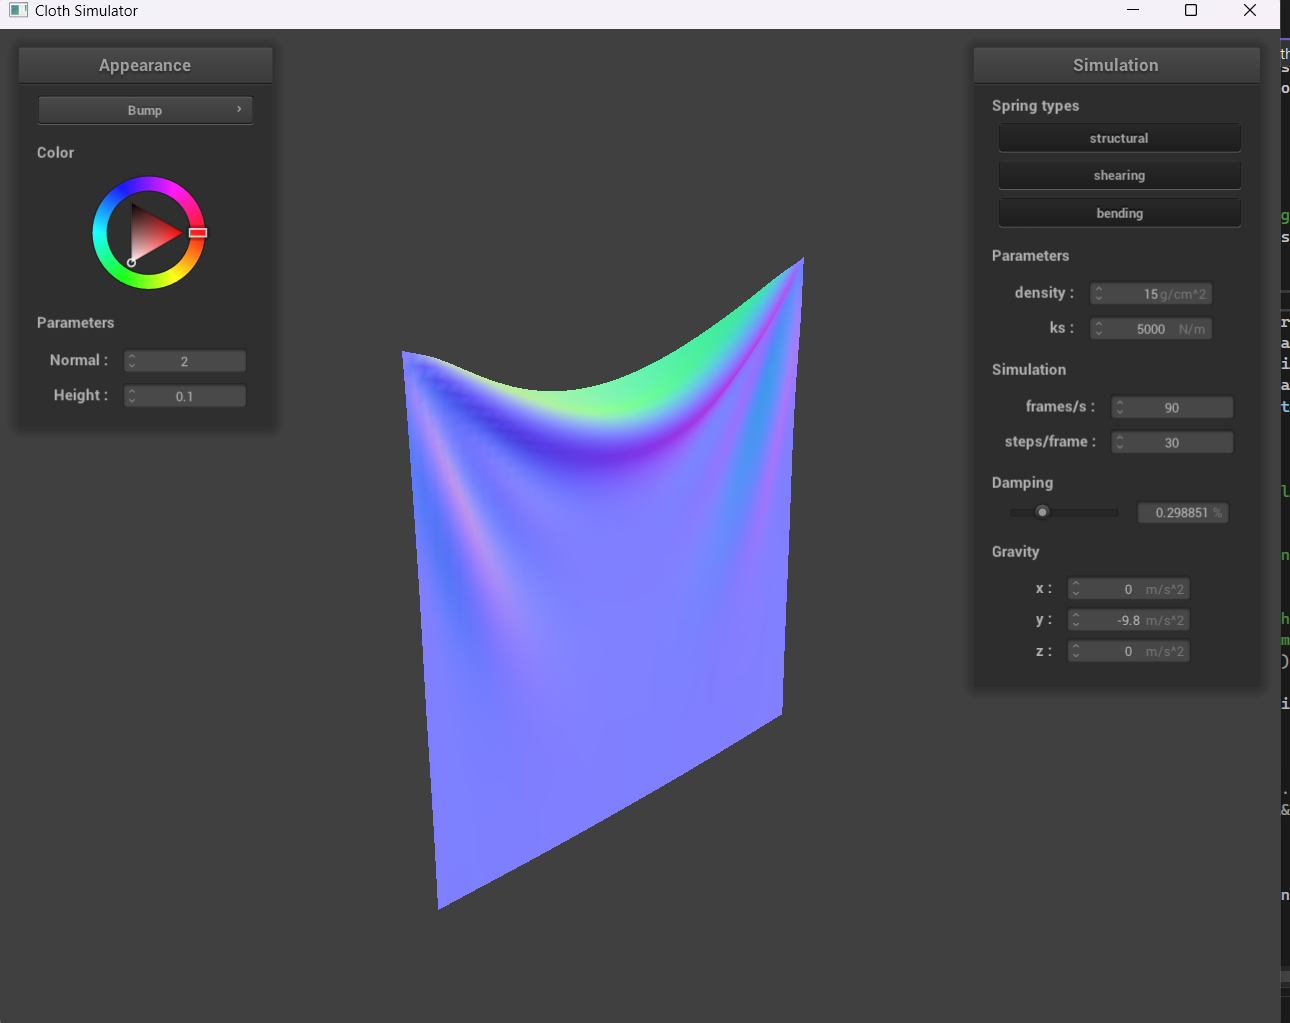 Cloth Simulator
Appearance
Bump
Color
Parameters
Normal : 2
Height : 0.1
Simulation
Spring types
structural
shearing
bending
Parameters
density : 15 g/cm^2
ks : 5000 N/m
Simulation
frames/s : 90
steps/frame : 30
Damping
0.298851 %
Gravity
x : 0 m/s^2
y : -9.8 m/s^2
z : 0 m/s^2